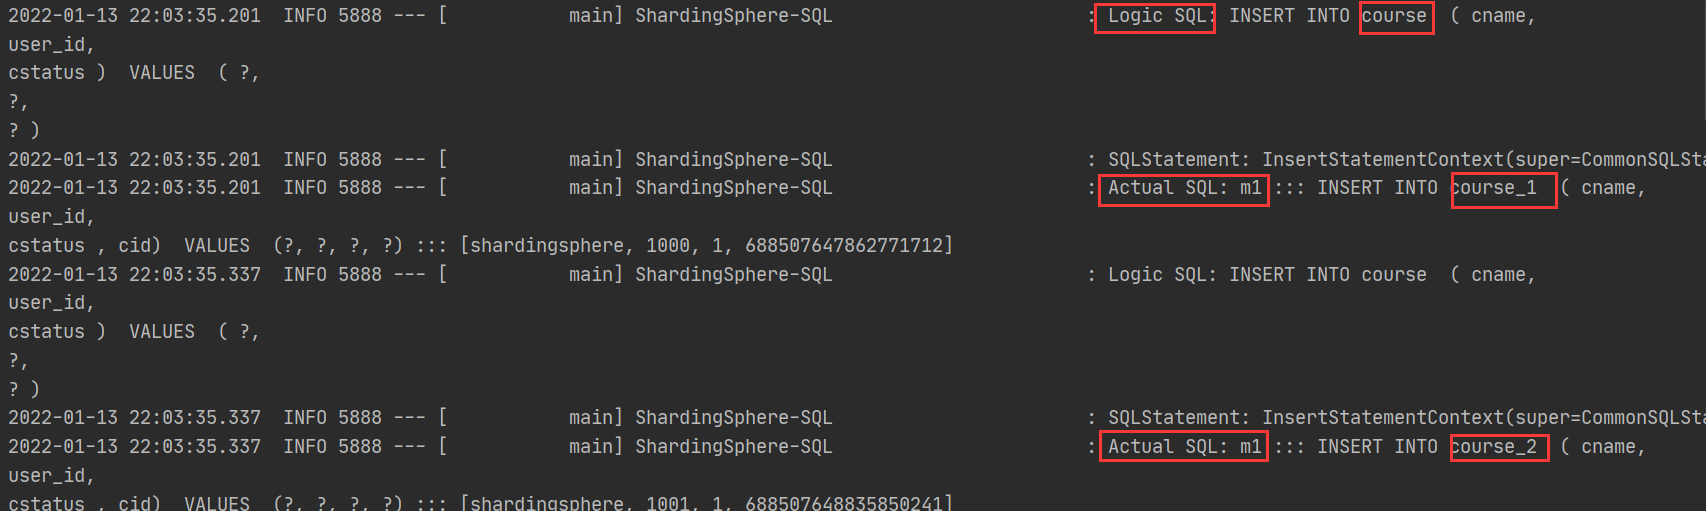 2022-01-13 22:03:35.201  INFO 5888 --- [           main] ShardingSphere-SQL                       : Logic SQL: INSERT INTO course  ( cname,
user_id,
cstatus )  VALUES  ( ?,
?,
? )
2022-01-13 22:03:35.201  INFO 5888 --- [           main] ShardingSphere-SQL                       : SQLStatement: InsertStatementContext(super=CommonSQLSta
2022-01-13 22:03:35.201  INFO 5888 --- [           main] ShardingSphere-SQL                       : Actual SQL: m1 ::: INSERT INTO course_1  ( cname,
user_id,
cstatus , cid)  VALUES  (?, ?, ?, ?) ::: [shardingsphere, 1000, 1, 688507647862771712]
2022-01-13 22:03:35.337  INFO 5888 --- [           main] ShardingSphere-SQL                       : Logic SQL: INSERT INTO course  ( cname,
user_id,
cstatus )  VALUES  ( ?,
?,
? )
2022-01-13 22:03:35.337  INFO 5888 --- [           main] ShardingSphere-SQL                       : SQLStatement: InsertStatementContext(super=CommonSQLSta
2022-01-13 22:03:35.337  INFO 5888 --- [           main] ShardingSphere-SQL                       : Actual SQL: m1 ::: INSERT INTO course_2  ( cname,
user_id,
cstatus , cid)  VALUES  (?, ?, ?, ?) ::: [shardingsphere, 1001, 1, 688507648835850241]